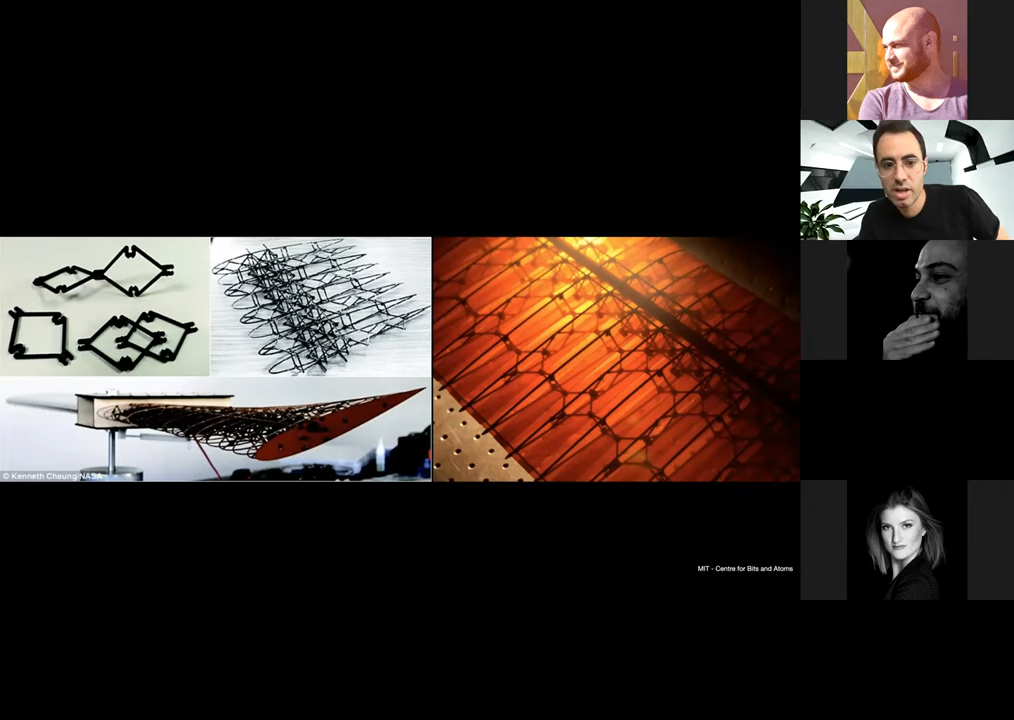 © Kenneth Cheung NASA
MIT - Centre for Bits and Atoms